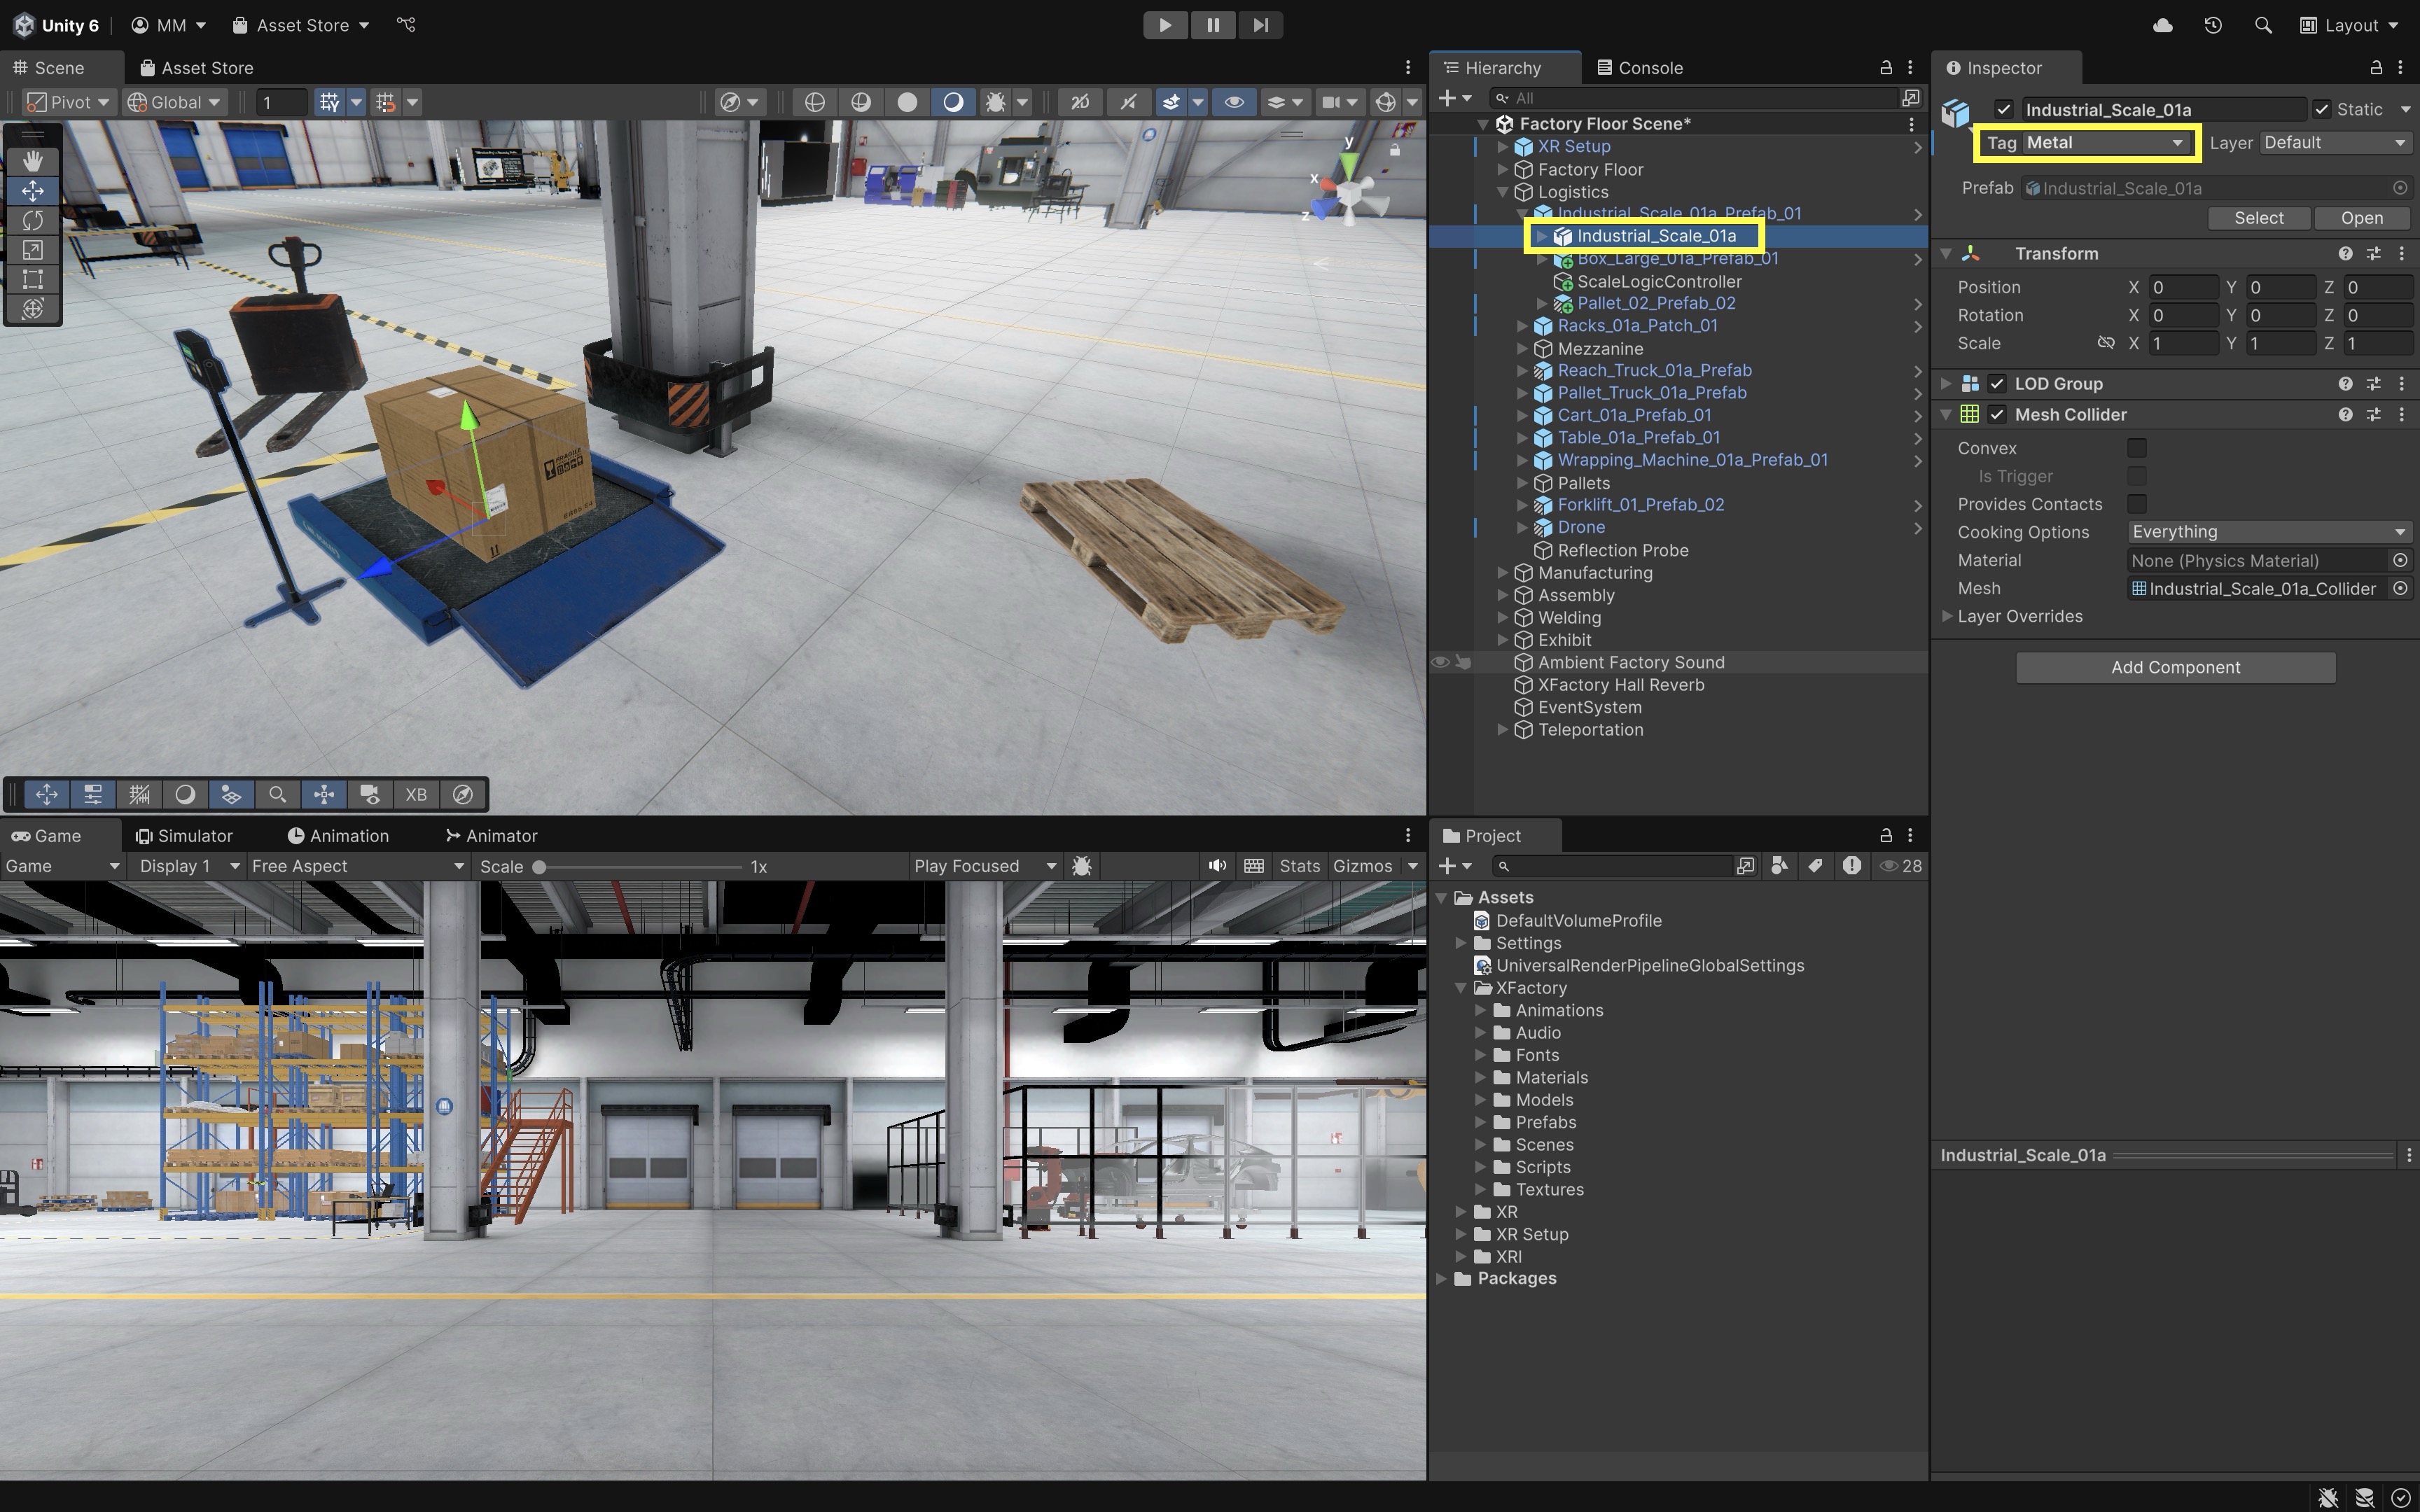 Unity 6
MM
Asset Store
Layout
Scene
Asset Store
Pivot
Global
1
2D
y
x
z
FRAGILE
XB
Hierarchy
Console
All
Factory Floor Scene*
XR Setup
Factory Floor
Logistics
Industrial_Scale_01a_Prefab_01
Industrial_Scale_01a
Box_Large_01a_Prefab_01
ScaleLogicController
Pallet_02_Prefab_02
Racks_01a_Patch_01
Mezzanine
Reach_Truck_01a_Prefab
Pallet_Truck_01a_Prefab
Cart_01a_Prefab_01
Table_01a_Prefab_01
Wrapping_Machine_01a_Prefab_01
Pallets
Forklift_01_Prefab_02
Drone
Reflection Probe
Manufacturing
Assembly
Welding
Exhibit
Ambient Factory Sound
XFactory Hall Reverb
EventSystem
Teleportation
Inspector
Industrial_Scale_01a
Static
Tag Metal
Layer Default
Prefab Industrial_Scale_01a
Select
Open
Transform
Position X 0 Y 0 Z 0
Rotation X 0 Y 0 Z 0
Scale X 1 Y 1 Z 1
LOD Group
Mesh Collider
Convex
Is Trigger
Provides Contacts
Cooking Options Everything
Material None (Physics Material)
Mesh Industrial_Scale_01a_Collider
Layer Overrides
Add Component
Industrial_Scale_01a
Game
Simulator
Animation
Animator
Game
Display 1
Free Aspect
Scale
1x
Play Focused
Stats
Gizmos
Project
28
Assets
DefaultVolumeProfile
Settings
UniversalRenderPipelineGlobalSettings
XFactory
Animations
Audio
Fonts
Materials
Models
Prefabs
Scenes
Scripts
Textures
XR
XR Setup
XRI
Packages